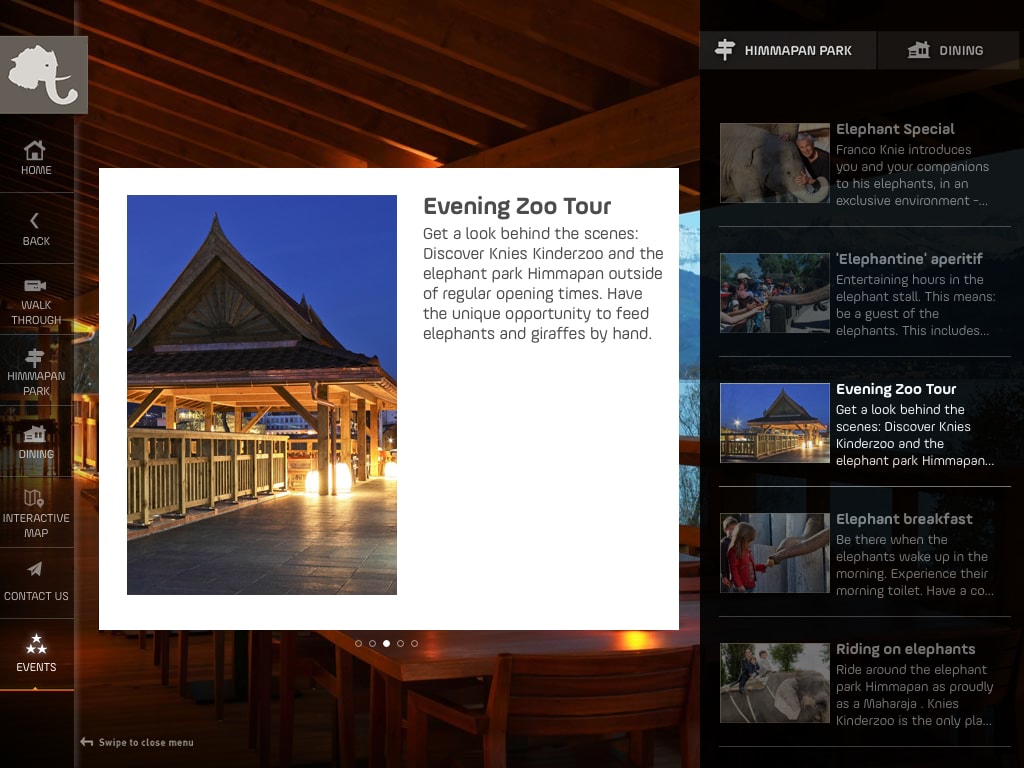 HOME
BACK
WALK
THROUGH
HIMMAPAN
PARK
DINING
INTERACTIVE
MAP
CONTACT US
EVENTS
Evening Zoo Tour
Get a look behind the scenes:
Discover Knies Kinderzoo and the
elephant park Himmapan outside
of regular opening times. Have
the unique opportunity to feed
elephants and giraffes by hand.
Swipe to close menu
HIMMAPAN PARK
DINING
Elephant Special
Franco Knie introduces
you and your companions
to his elephants, in an
exclusive environment -...
'Elephantine' aperitif
Entertaining hours in the
elephant stall. This means:
be a guest of the
elephants. This includes...
Evening Zoo Tour
Get a look behind the
scenes: Discover Knies
Kinderzoo and the
elephant park Himmapan...
Elephant breakfast
Be there when the
elephants wake up in the
morning. Experience their
morning toilet. Have a co...
Riding on elephants
Ride around the elephant
park Himmapan as proudly
as a Maharaja . Knies
Kinderzoo is the only pla...